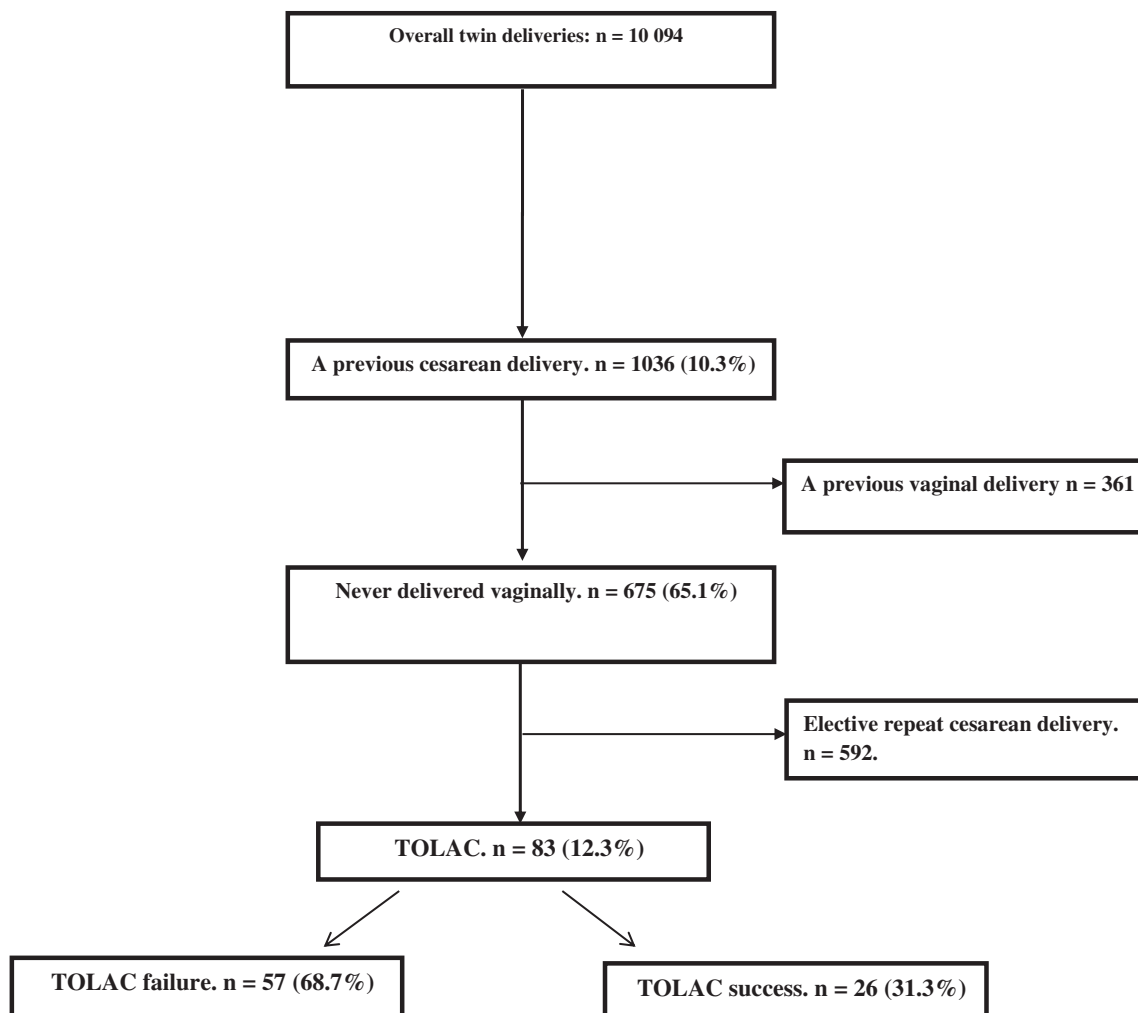 Overall twin deliveries: n = 10 094
A previous cesarean delivery. n = 1036 (10.3%)
A previous vaginal delivery n = 361
Never delivered vaginally. n = 675 (65.1%)
Elective repeat cesarean delivery.
n = 592.
TOLAC. n = 83 (12.3%)
TOLAC failure. n = 57 (68.7%)
TOLAC success. n = 26 (31.3%)